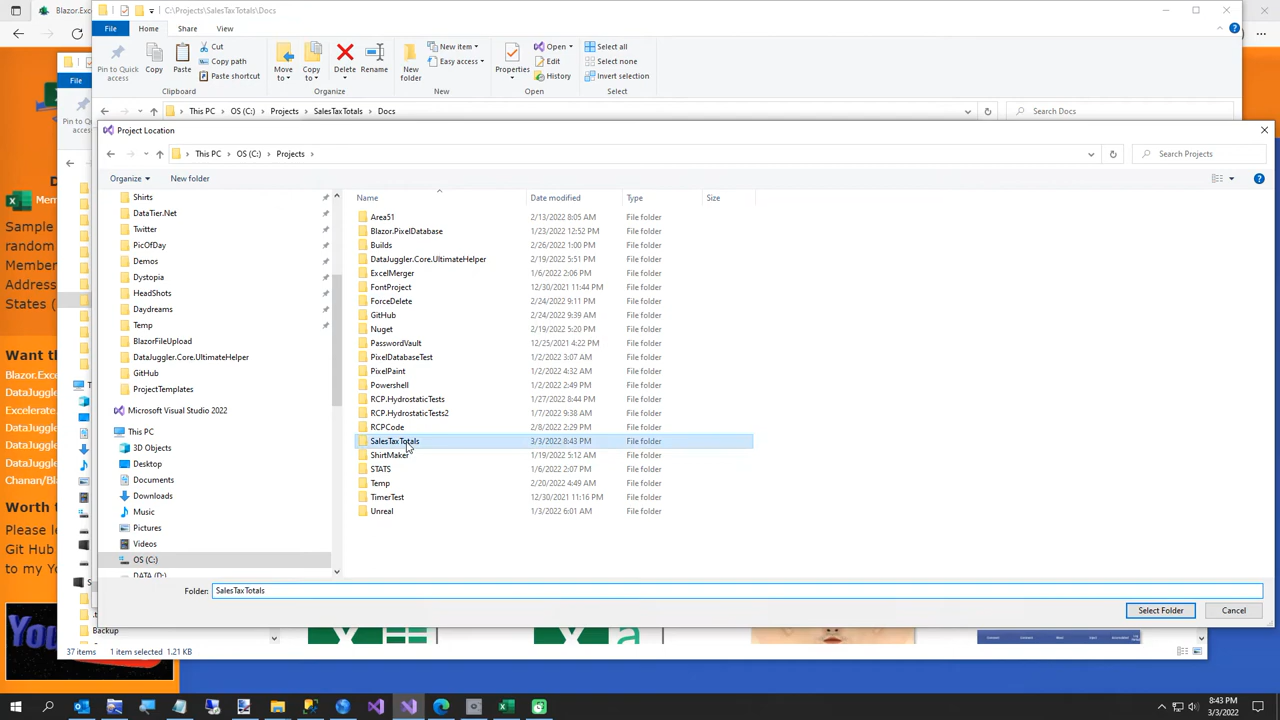 Blazor.Exce
C:\Projects\SalesTaxTotals\Docs
File Home Share View
Pin to Quick access
Copy
Paste
Cut
Copy path
Paste shortcut
Move to
Copy to
Delete
Rename
New folder
New item
Easy access
Properties
Open
Edit
History
Select all
Select none
Invert selection
Clipboard Organize New Open Select
This PC OS (C:) Projects SalesTaxTotals Docs
Search Docs
File
Pin to Qu
acces
Project Location
This PC OS (C:) Projects
Search Projects
Organize New folder
Name Date modified Type Size
Shirts
DataTier.Net
Twitter
PicOfDay
Demos
Dystopia
HeadShots
Daydreams
Temp
BlazorFileUpload
DataJuggler.Core.UltimateHelper
GitHub
ProjectTemplates
Microsoft Visual Studio 2022
This PC
3D Objects
Desktop
Documents
Downloads
Music
Pictures
Videos
OS (C:)
DATA (D:)
Area51 2/13/2022 8:05 AM File folder
Blazor.PixelDatabase 1/23/2022 12:52 PM File folder
Builds 2/26/2022 1:00 PM File folder
DataJuggler.Core.UltimateHelper 2/19/2022 5:51 PM File folder
ExcelMerger 1/6/2022 2:06 PM File folder
FontProject 12/30/2021 11:44 PM File folder
ForceDelete 2/24/2022 9:11 PM File folder
GitHub 2/24/2022 9:39 AM File folder
Nuget 2/19/2022 5:20 PM File folder
PasswordVault 12/25/2021 4:22 PM File folder
PixelDatabaseTest 1/2/2022 3:07 AM File folder
PixelPaint 1/2/2022 4:32 AM File folder
Powershell 1/2/2022 2:49 PM File folder
RCP.HydrostaticTests 1/27/2022 8:44 PM File folder
RCP.HydrostaticTests2 1/7/2022 9:38 AM File folder
RCPCode 2/8/2022 2:29 PM File folder
SalesTaxTotals 3/3/2022 8:43 PM File folder
ShirtMaker 1/19/2022 5:12 AM File folder
STATS 1/6/2022 2:07 PM File folder
Temp 2/20/2022 4:49 AM File folder
TimerTest 12/30/2021 11:16 PM File folder
Unreal 1/3/2022 6:01 AM File folder
Folder: SalesTaxTotals
Select Folder Cancel
D
Mem
Sample
random
Member
Address
States (
Want th
Blazor.Exce
DataJuggle
Excelerate.
DataJuggle
DataJuggle
DataJuggle
Chanan/Bla
Worth
Please le
Git Hub
to my Yo
You
Backup
37 items 1 item selected 1.21 KB
8:43 PM
3/3/2022